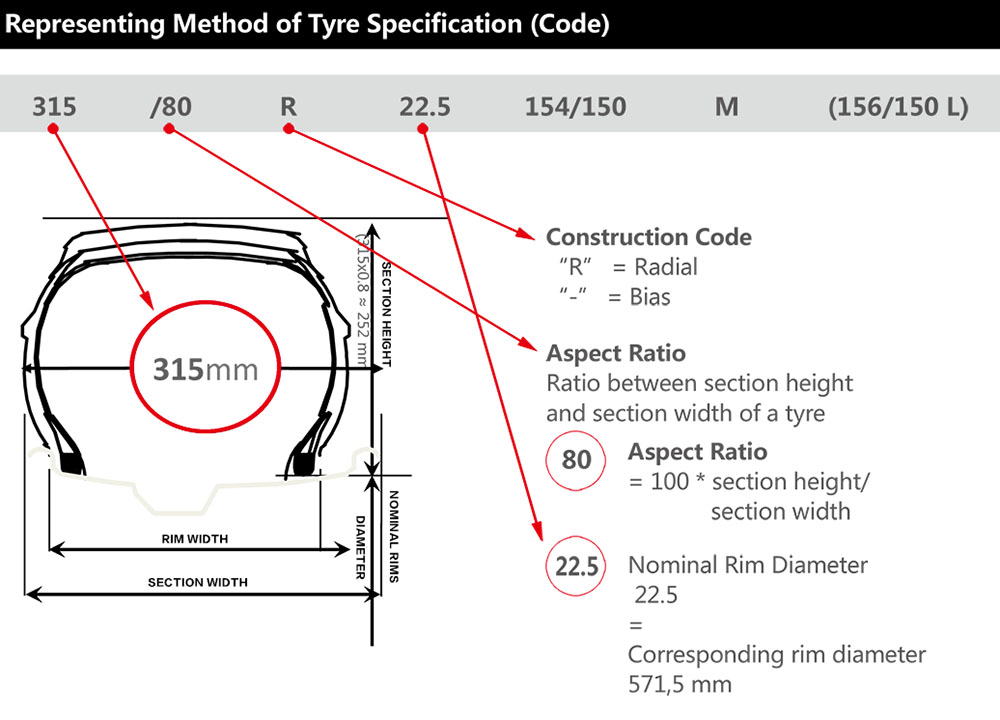 Representing Method of Tyre Specification (Code)
315 /80 R 22.5 154/150 M (156/150 L)
Construction Code
“R” = Radial
“-” = Bias
Aspect Ratio
Ratio between section height
and section width of a tyre
80
Aspect Ratio
= 100 * section height/
section width
22.5
Nominal Rim Diameter
22.5
=
Corresponding rim diameter
571,5 mm
315mm
(315x0.8 ≈ 252 mm
SECTION HEIGHT
NOMINAL RIMS
DIAMETER
RIM WIDTH
SECTION WIDTH